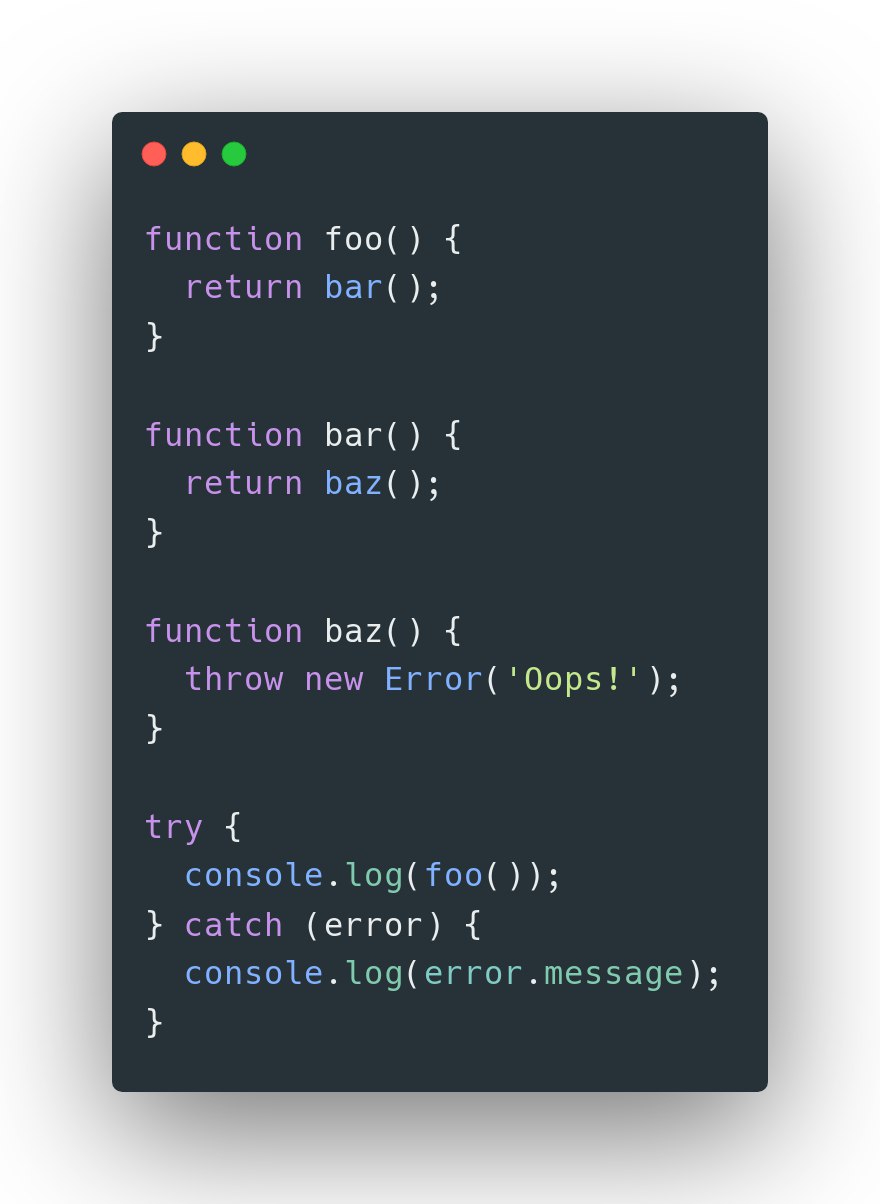 function foo() {
  return bar();
}

function bar() {
  return baz();
}

function baz() {
  throw new Error('Oops!');
}

try {
  console.log(foo());
} catch (error) {
  console.log(error.message);
}